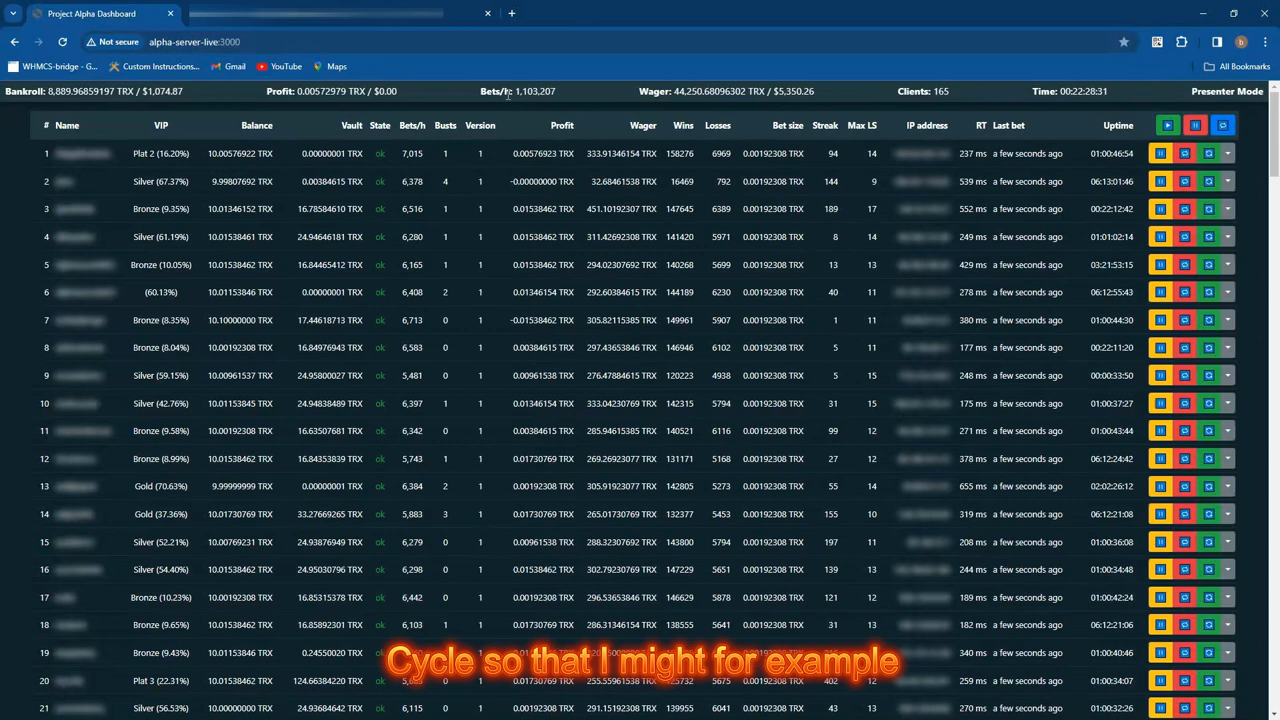 Project Alpha Dashboard
Not secure alpha-server-live:3000
WHMCS-bridge - G... Custom Instructions... Gmail YouTube Maps All Bookmarks
Bankroll: 8,889.96859197 TRX / $1,074.87 Profit: 0.00572979 TRX / $0.00 Bets/h: 1,103,207 Wager: 44,250.68096302 TRX / $5,350.26 Clients: 165 Time: 00:22:28:31 Presenter Mode
# Name VIP Balance Vault State Bets/h Busts Version Profit Wager Wins Losses Bet size Streak Max LS IP address RT Last bet Uptime
1 Plat 2 (16.20%) 10.00576922 TRX 0.00000001 TRX ok 7,015 1 1 0.0576923 TRX 333.91346154 TRX 158276 6969 0.00192308 TRX 94 14 237 ms a few seconds ago 01:00:46:54
2 Silver (67.37%) 9.99807692 TRX 0.00384615 TRX ok 6,378 4 1 0000 TRX 32.68461538 TRX 16469 792 0.00192308 TRX 144 9 539 ms a few seconds ago 06:13:01:46
3 Bronze (9.35%) 10.01346152 TRX 16.78584610 TRX ok 6,516 1 1 0.01538462 TRX 451.10192307 TRX 147645 6389 0.00192308 TRX 189 17 552 ms a few seconds ago 00:22:12:42
4 Silver (61.19%) 10.01538461 TRX 24.94646181 TRX ok 6,280 1 1 0.01538462 TRX 311.42692308 TRX 141420 5971 0.00192308 TRX 8 14 249 ms a few seconds ago 01:01:02:14
5 Bronze (10.05%) 10.01538462 TRX 16.84465412 TRX ok 6,165 1 1 0.01538462 TRX 294.02307692 TRX 140268 5699 0.00192308 TRX 13 13 429 ms a few seconds ago 03:21:53:15
6 (60.13%) 10.01153846 TRX 0.00000001 TRX ok 6,408 2 1 0.01153846 TRX 292.60384615 TRX 144189 6230 0.00192308 TRX 40 11 278 ms a few seconds ago 06:12:55:43
7 Bronze (8.35%) 10.10000000 TRX 17.44618713 TRX ok 6,713 0 1 -0.01538462 TRX 305.82115385 TRX 149961 5907 0.00192308 TRX 1 11 380 ms a few seconds ago 01:00:44:30
8 Bronze (8.04%) 10.00192308 TRX 16.84976943 TRX ok 6,583 0 1 0.00384615 TRX 297.43653846 TRX 146946 6102 0.00192308 TRX 5 11 177 ms a few seconds ago 00:22:11:20
9 Silver (59.15%) 10.00961537 TRX 24.95800027 TRX ok 5,481 0 1 0.00961538 TRX 276.47884615 TRX 120223 4938 0.00192308 TRX 5 15 248 ms a few seconds ago 00:00:33:50
10 Silver (42.76%) 10.01153845 TRX 24.94838489 TRX ok 6,397 0 1 0.01346154 TRX 333.04230769 TRX 142315 5794 0.00192308 TRX 31 15 175 ms a few seconds ago 01:00:37:27
11 Bronze (9.58%) 10.00192308 TRX 16.63507681 TRX ok 6,342 0 1 0.00384615 TRX 285.94615385 TRX 140521 6116 0.00192308 TRX 99 12 271 ms a few seconds ago 01:00:43:44
12 Bronze (8.99%) 10.01538462 TRX 16.85346153 TRX ok 5,743 1 1 0.01538462 TRX 269.26923077 TRX 131271 5168 0.00192308 TRX 27 12 378 ms a few seconds ago 06:12:24:42
13 Gold (70.63%) 9.99999999 TRX 0.00000001 TRX ok 6,384 2 1 0.00192308 TRX 305.91923077 TRX 142805 5273 0.00192308 TRX 55 14 655 ms a few seconds ago 02:02:26:12
14 Gold (37.36%) 10.01730769 TRX 33.27669265 TRX ok 5,883 0 1 0.01730769 TRX 265.01730769 TRX 132377 5453 0.00192308 TRX 155 10 319 ms a few seconds ago 06:12:21:08
15 Silver (52.21%) 10.00769231 TRX 24.93876949 TRX ok 6,279 0 1 0.00769231 TRX 288.32307692 TRX 143800 5794 0.00192308 TRX 197 11 208 ms a few seconds ago 01:00:36:08
16 Silver (54.40%) 10.01538462 TRX 24.95030796 TRX ok 6,298 0 1 0.01538462 TRX 302.79230769 TRX 142319 5651 0.00192308 TRX 139 13 244 ms a few seconds ago 01:00:34:48
17 Bronze (10.23%) 10.00192308 TRX 16.85315378 TRX ok 6,442 0 1 0.00192308 TRX 296.53653846 TRX 146629 5878 0.00192308 TRX 121 12 189 ms a few seconds ago 01:00:42:24
18 Bronze (9.65%) 10.01730769 TRX 16.85892301 TRX ok 6,103 1 1 0.01730769 TRX 286.31346154 TRX 138815 5641 0.00192308 TRX 31 13 182 ms a few seconds ago 06:12:21:06
19 Bronze (9.43%) 10.01153846 TRX 0.24550020 TRX ok 0.00192308 TRX 13 340 ms a few seconds ago 01:00:40:42
20 Plat 3 (22.31%) 10.01730769 TRX 124.66384220 TRX ok 0.01730769 TRX 255.55961538 TRX 125732 5177 0.00192308 TRX 402 12 259 ms a few seconds ago 01:00:34:07
21 Silver (56.53%) 10.00000000 TRX 24.93614642 TRX ok 6,115 0 1 0.00000000 TRX 291.15192308 TRX 139955 6041 0.00192308 TRX 43 13 270 ms a few seconds ago 01:00:32:26
Cycle so that I might for example